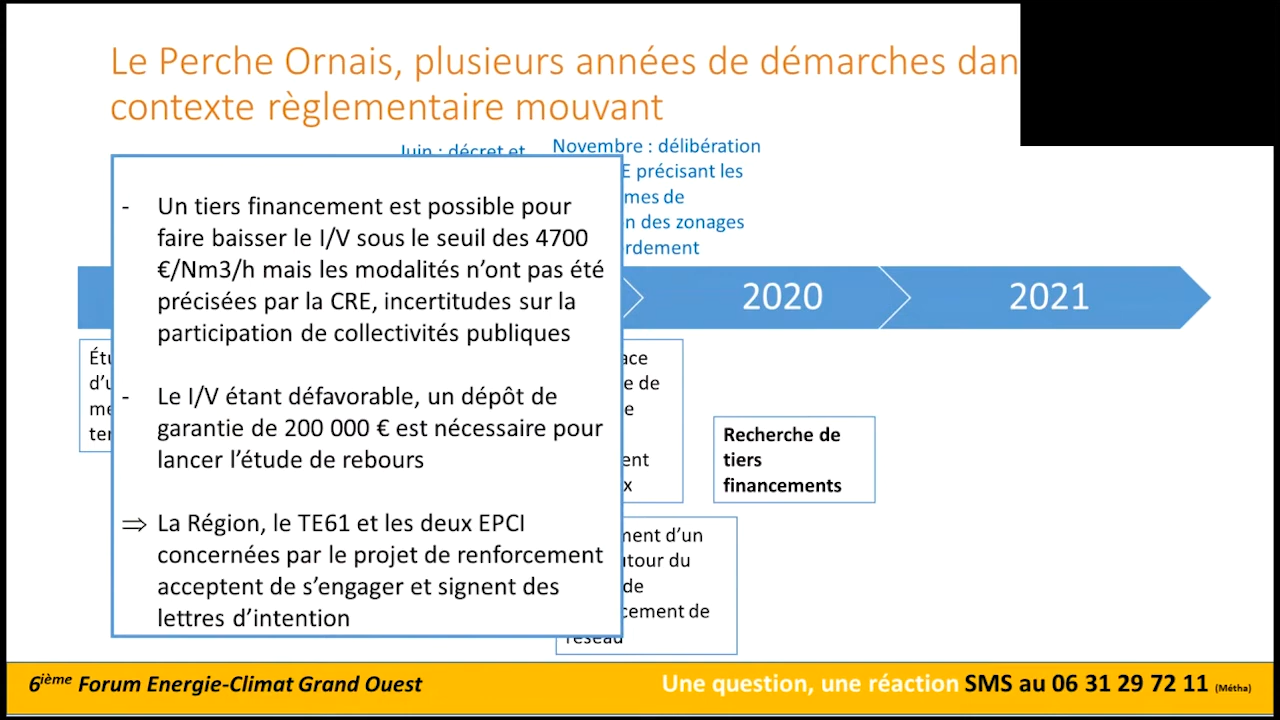 Le Perche Ornais, plusieurs années de démarches dan
contexte règlementaire mouvant
Juin : décret et
Novembre : délibération
E précisant les
des zonages
- Un tiers financement est possible pour
faire baisser le I/V sous le seuil des 4700
€/Nm3/h mais les modalités n’ont pas été
précisées par la CRE, incertitudes sur la
participation de collectivités publiques
- Le I/V étant défavorable, un dépôt de
garantie de 200 000 € est nécessaire pour
lancer l’étude de rebours
⇒ La Région, le TE61 et les deux EPCI
concernées par le projet de renforcement
acceptent de s’engager et signent des
lettres d’intention
2020
2021
de
Recherche de
tiers
financements
d’un
du
de
de
réseau
6ième Forum Energie-Climat Grand Ouest
Une question, une réaction SMS au 06 31 29 72 11 (Métha)